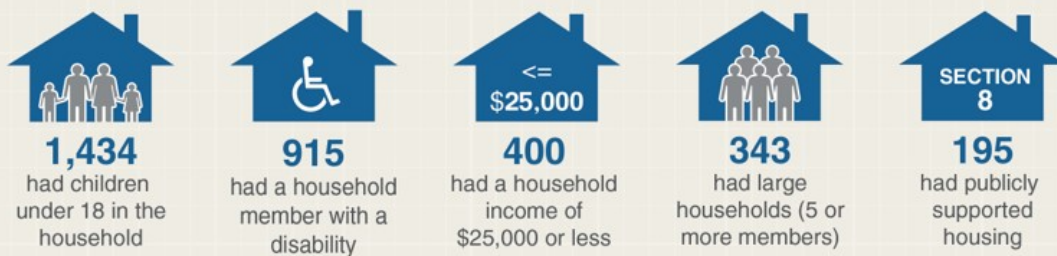 <=
$25,000
SECTION
8
1,434
had children
under 18 in the
household
915
had a household
member with a
disability
400
had a household
income of
$25,000 or less
343
had large
households (5 or
more members)
195
had publicly
supported
housing